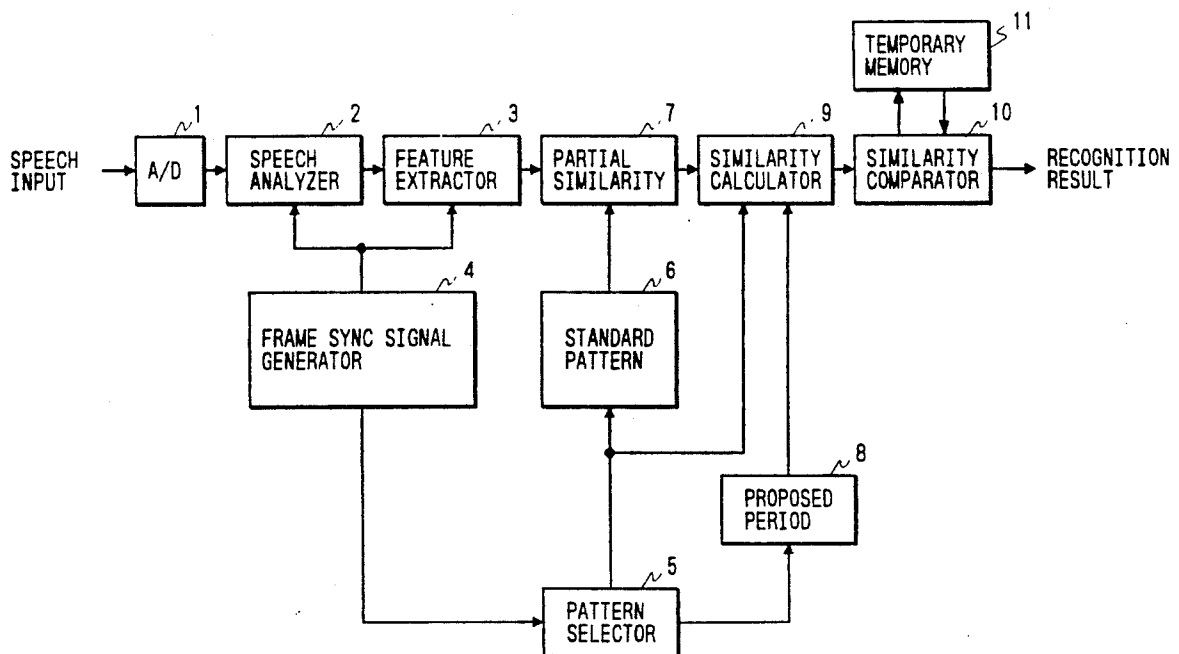 11
TEMPORARY
MEMORY
1
2
3
7
9
10
SPEECH
INPUT
A/D
SPEECH
ANALYZER
FEATURE
EXTRACTOR
PARTIAL
SIMILARITY
SIMILARITY
CALCULATOR
SIMILARITY
COMPARATOR
RECOGNITION
RESULT
4
6
FRAME SYNC SIGNAL
GENERATOR
STANDARD
PATTERN
8
PROPOSED
PERIOD
5
PATTERN
SELECTOR